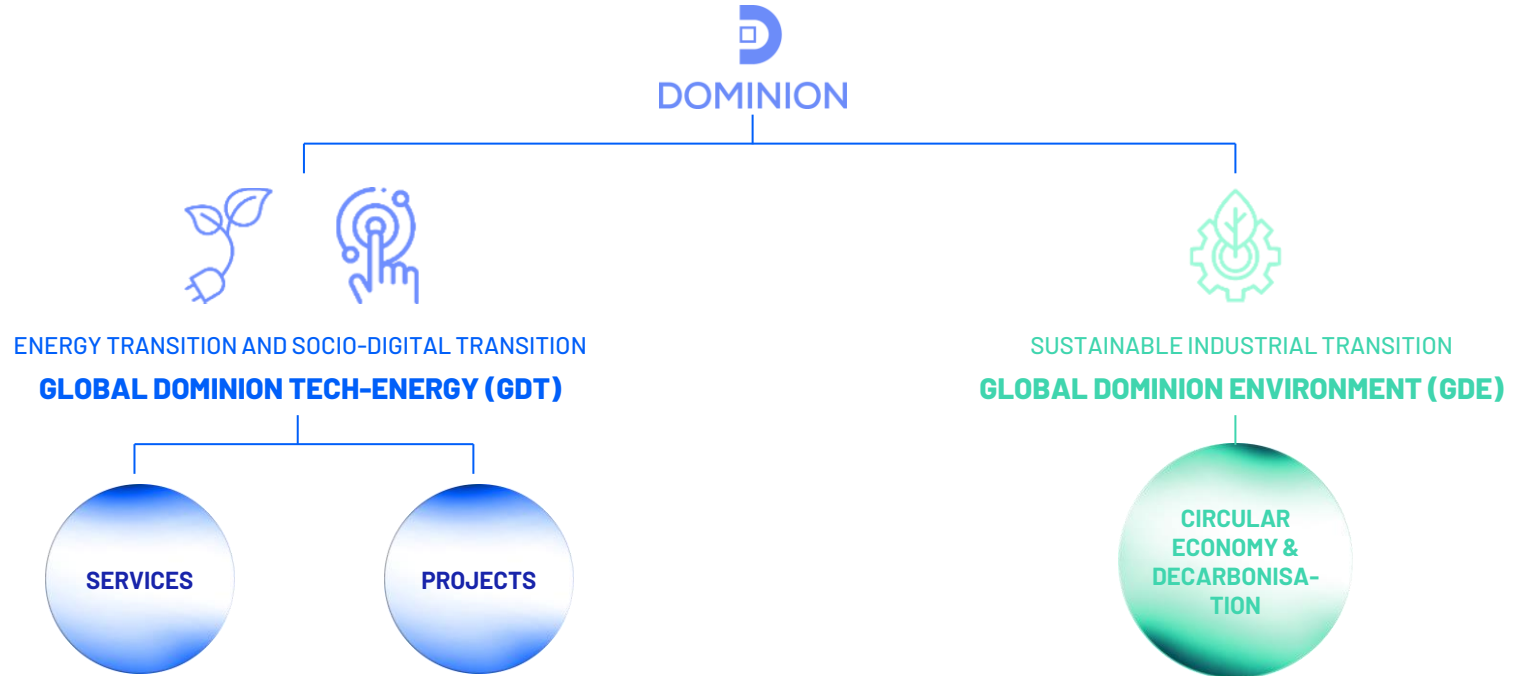 DOMINION
ENERGY TRANSITION AND SOCIO-DIGITAL TRANSITION
GLOBAL DOMINION TECH-ENERGY (GDT)
SERVICES
PROJECTS
SUSTAINABLE INDUSTRIAL TRANSITION
GLOBAL DOMINION ENVIRONMENT (GDE)
CIRCULAR
ECONOMY &
DECARBONISA-
TION